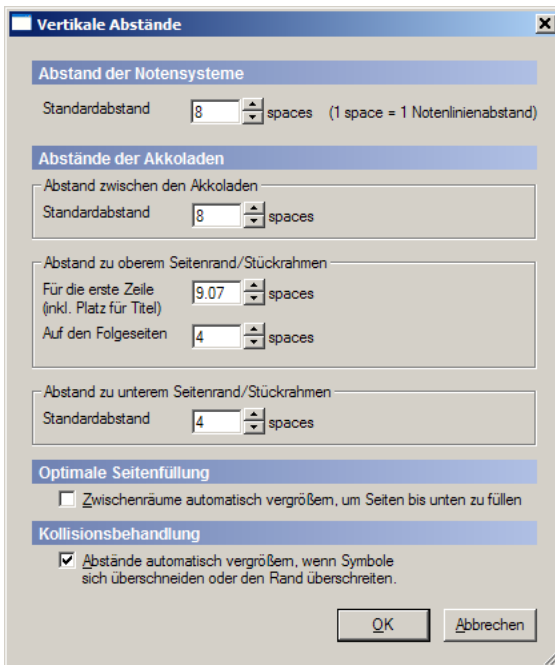 Vertikale Abstände
Abstand der Notensysteme
Standardabstand 8 spaces (1 space = 1 Notenlinienabstand)
Abstände der Akkoladen
Abstand zwischen den Akkoladen
Standardabstand 8 spaces
Abstand zu oberem Seitenrand/Stückrahmen
Für die erste Zeile 9.07 spaces
(inkl. Platz für Titel)
Auf den Folgeseiten 4 spaces
Abstand zu unterem Seitenrand/Stückrahmen
Standardabstand 4 spaces
Optimale Seitenfüllung
Zwischenräume automatisch vergrößern, um Seiten bis unten zu füllen
Kollisionsbehandlung
Abstände automatisch vergrößern, wenn Symbole
sich überschneiden oder den Rand überschreiten.
OK Abbrechen